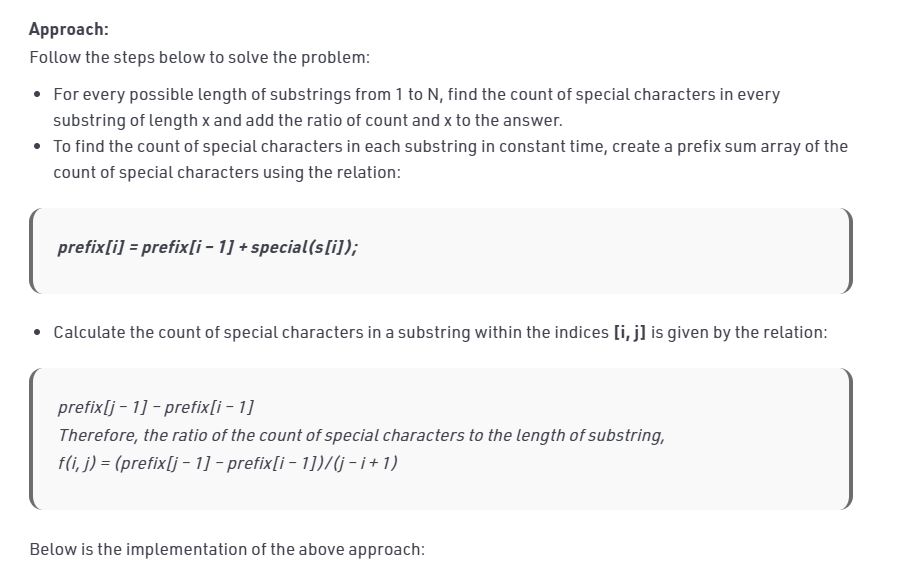 Approach:
Follow the steps below to solve the problem:
• For every possible length of substrings from 1 to N, find the count of special characters in every
substring of length x and add the ratio of count and x to the answer.
• To find the count of special characters in each substring in constant time, create a prefix sum array of the
count of special characters using the relation:
prefix[i] = prefix[i – 1] + special(s[i]);
• Calculate the count of special characters in a substring within the indices [i, j] is given by the relation:
prefix[j – 1] – prefix[i – 1]
Therefore, the ratio of the count of special characters to the length of substring,
f(i, j) = (prefix[j – 1] – prefix[i – 1])/(j – i + 1)
Below is the implementation of the above approach: